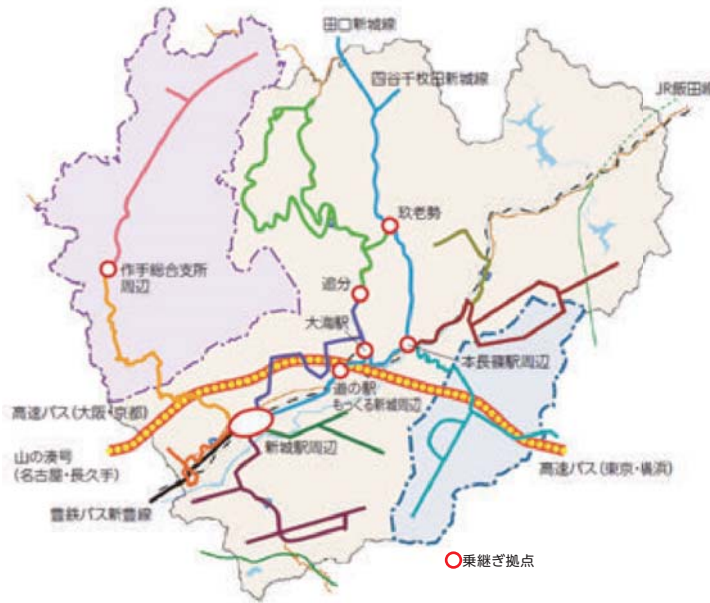 田口新城線
四谷千枚田新城線
JR飯田線
玖老勢
作手総合支所
周辺
追分
大海駅
本長篠駅周辺
道の駅
もっくる新城周辺
高速バス(大阪・京都)
新城駅周辺
山の湊号
(名古屋・長久手)
高速バス(東京・横浜)
豊鉄バス新豊線
乗継ぎ拠点